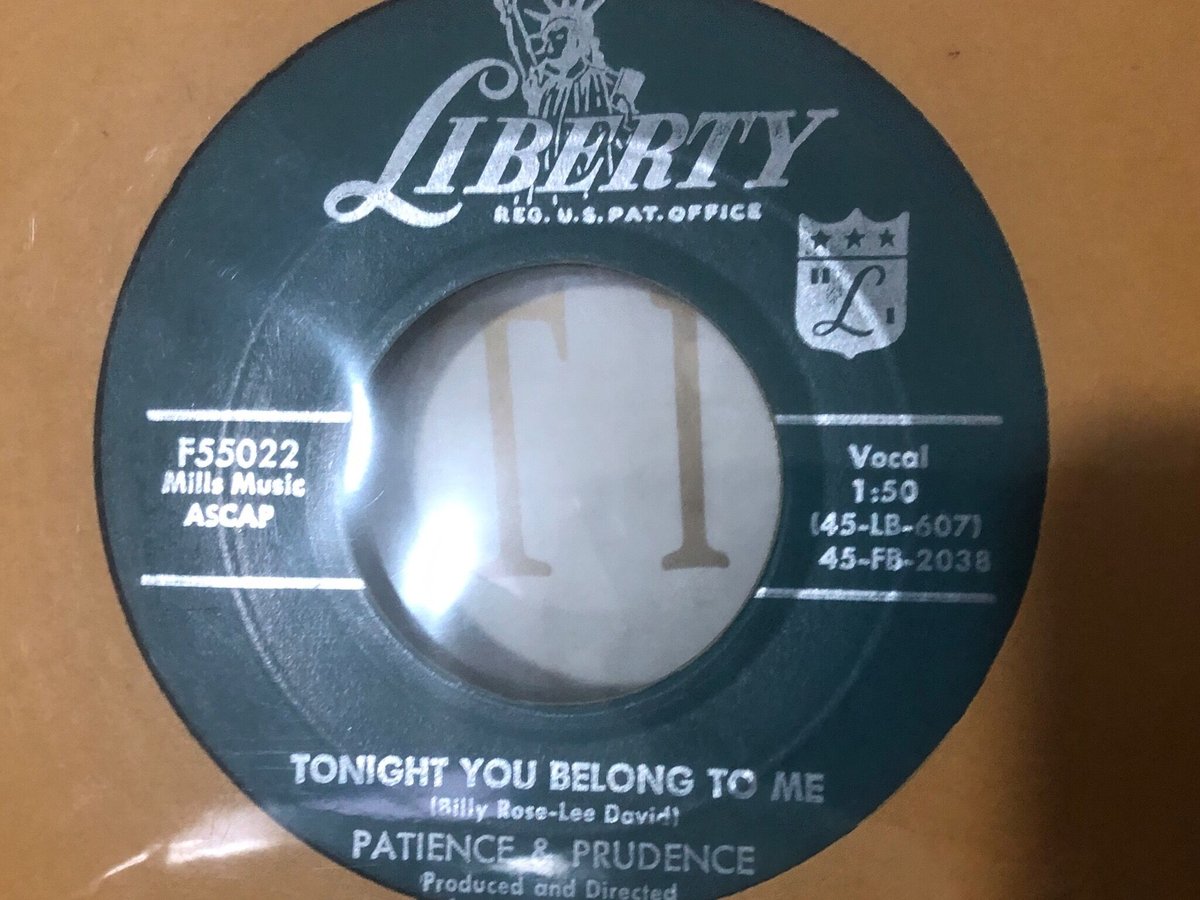 LIBERTY
REG. U.S. PAT. OFFICE
"L"
F55022
Mills Music
ASCAP
Vocal
1:50
(45-LB-607)
45-FB-2038
TONIGHT YOU BELONG TO ME
(Billy Rose-Lee David)
PATIENCE & PRUDENCE
Produced and Directed